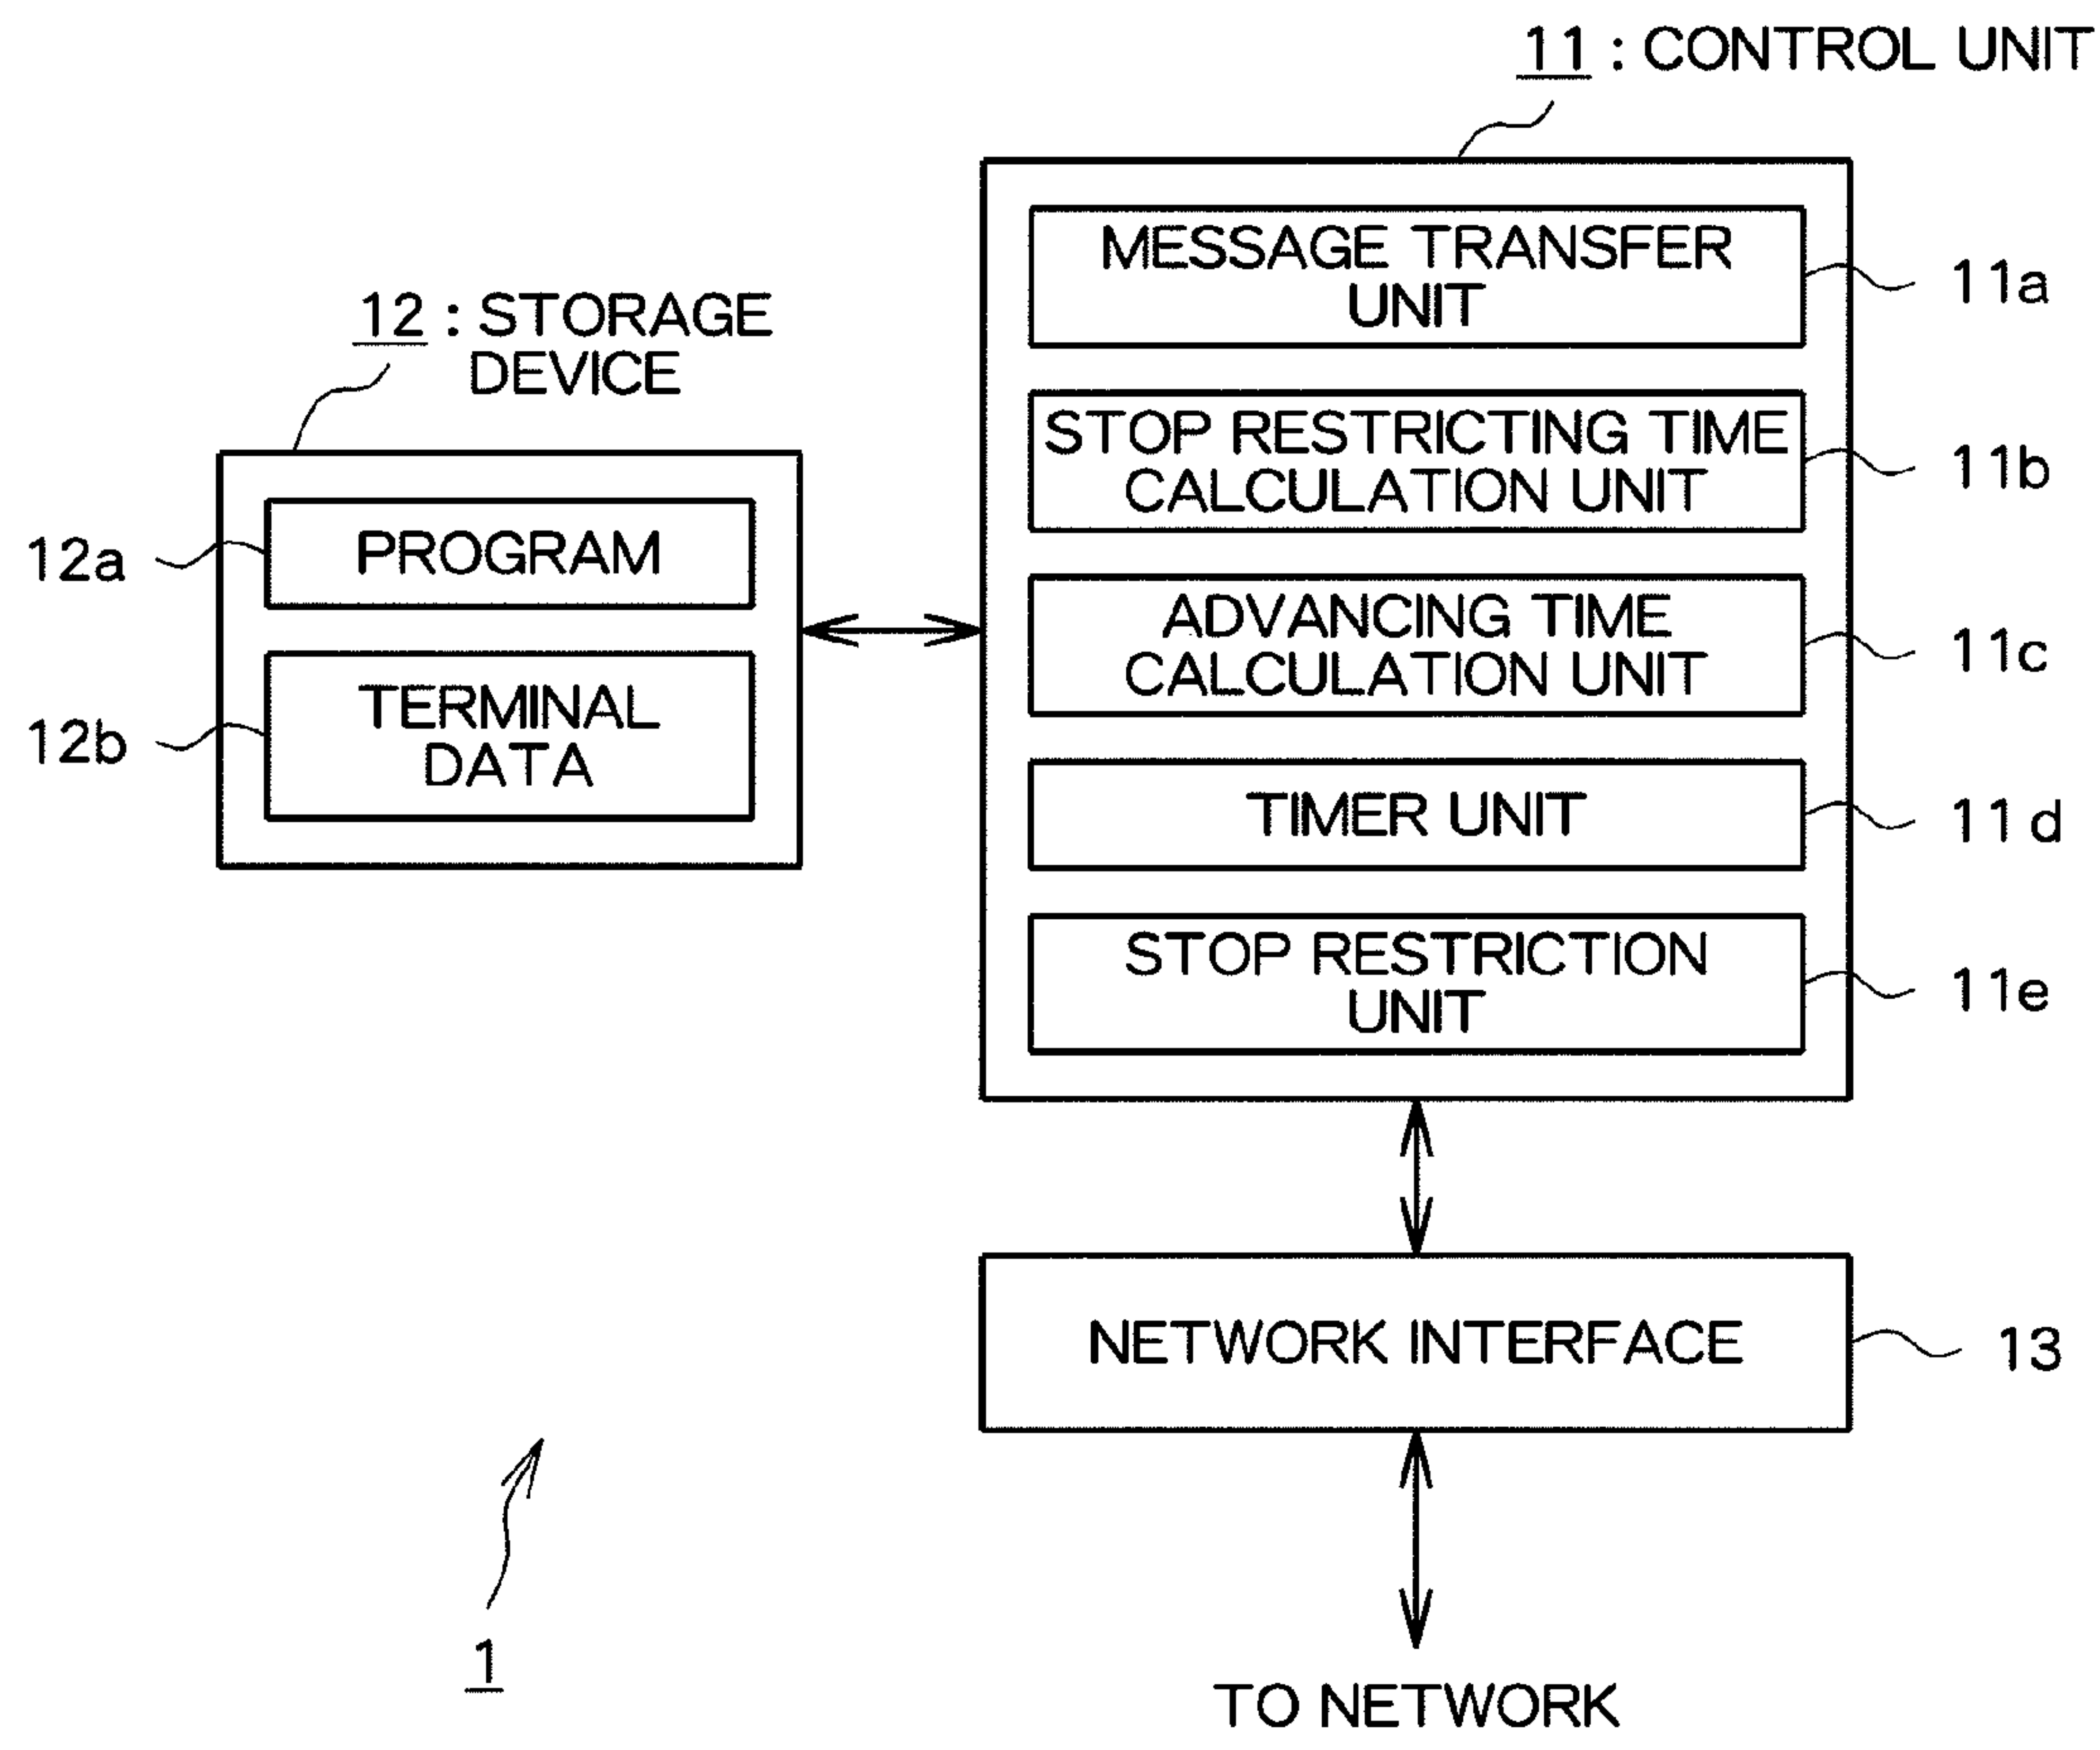 11 : CONTROL UNIT
MESSAGE TRANSFER
UNIT
11a
12 : STORAGE
DEVICE
STOP RESTRICTING TIME
CALCULATION UNIT
11b
12a
PROGRAM
ADVANCING TIME
CALCULATION UNIT
11c
12b
TERMINAL
DATA
TIMER UNIT
11d
STOP RESTRICTION
UNIT
11e
NETWORK INTERFACE
13
1
TO NETWORK